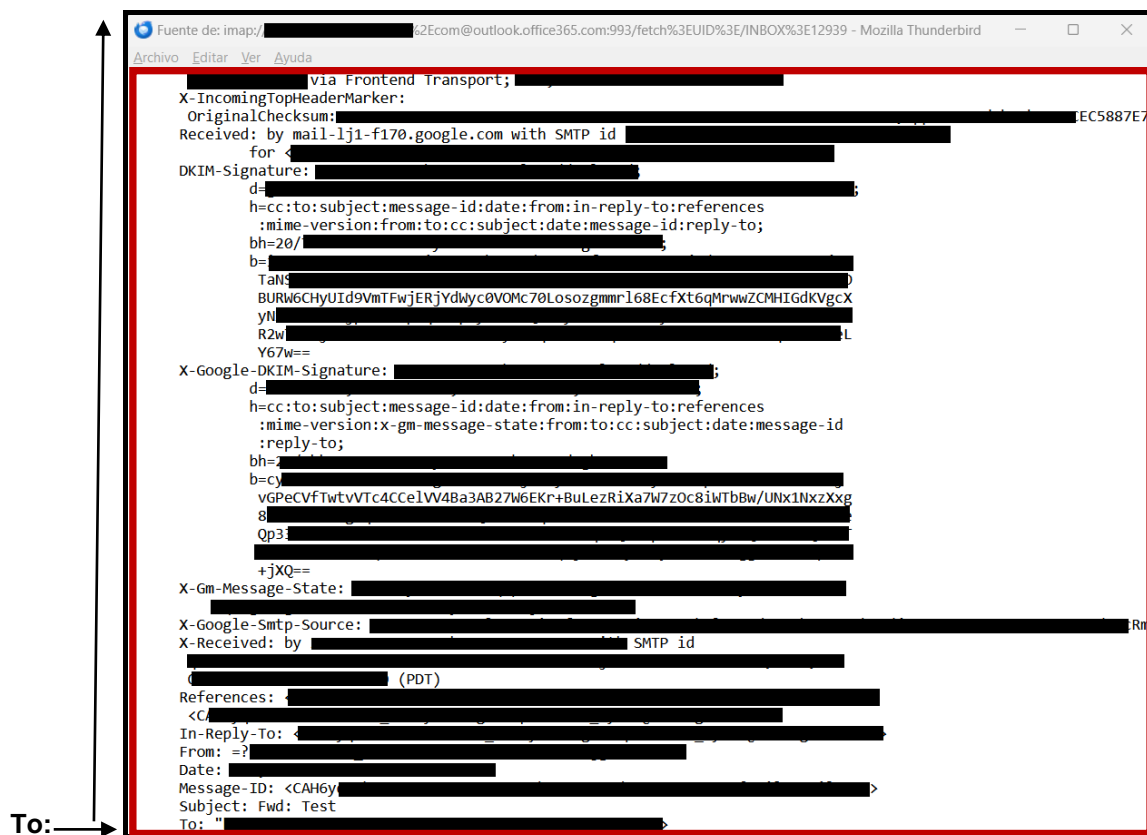 Fuente de: imap:// %2Ecom@outlook.office365.com:993/fetch%3EUID%3E/INBOX%3E12939 - Mozilla Thunderbird
Archivo Editar Ver Ayuda
via Frontend Transport;
X-IncomingTopHeaderMarker:
OriginalChecksum: EC5887E7
Received: by mail-lj1-f170.google.com with SMTP id
for <
DKIM-Signature: ;
d= ;
h=cc:to:subject:message-id:date:from:in-reply-to:references
:mime-version:from:to:cc:subject:date:message-id:reply-to;
bh=20/ ;
b=
TaNS
BURW6CHyUId9VmTFwjERjYdWyc0VOMc70Losozgmmrl68EcfXt6qMrwwZCMHIGdKVgcX
yN
R2w eL
Y67w==
X-Google-DKIM-Signature: ;
d= ;
h=cc:to:subject:message-id:date:from:in-reply-to:references
:mime-version:x-gm-message-state:from:to:cc:subject:date:message-id
:reply-to;
bh=2
b=cy
vGPeCVfTwtvVTc4CCelVV4Ba3AB27W6EKr+BuLezRiXa7W7zOc8iWTbBw/UNx1NxzXxg
8
Qp33
+jXQ==
X-Gm-Message-State:
X-Google-Smtp-Source: cRm
X-Received: by SMTP id
(PDT)
References: <
<CA
In-Reply-To: < >
From: =?
Date:
Message-ID: <CAH6y >
Subject: Fwd: Test
To: " >
To: